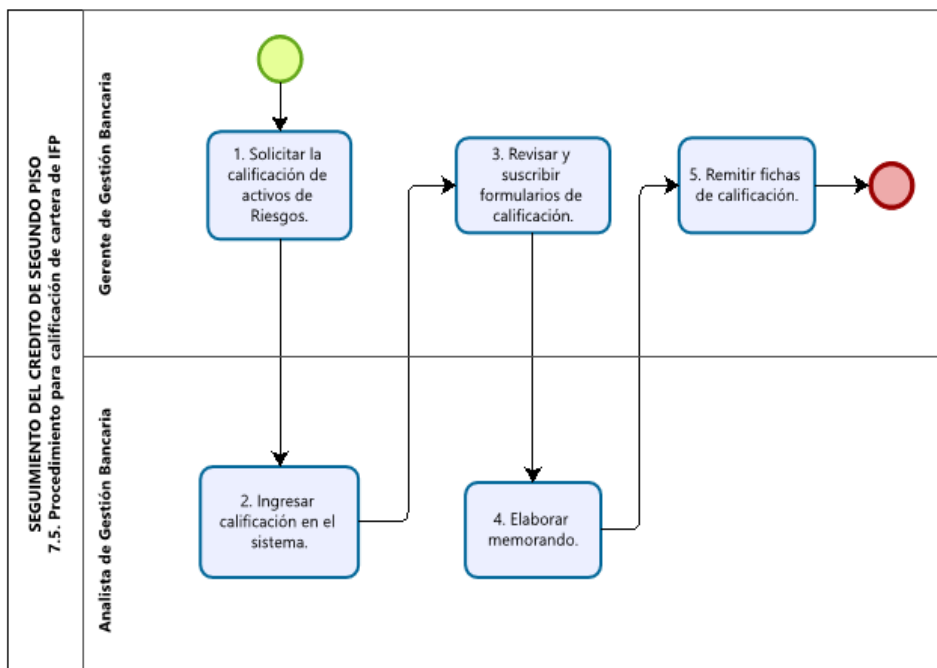 SEGUIMIENTO DEL CREDITO DE SEGUNDO PISO
7.5. Procedimiento para calificación de cartera de IFP
Gerente de Gestión Bancaria
1. Solicitar la
calificación de
activos de
Riesgos.
3. Revisar y
suscribir
formularios de
calificación.
5. Remitir fichas
de calificación.
Analista de Gestión Bancaria
2. Ingresar
calificación en el
sistema.
4. Elaborar
memorando.